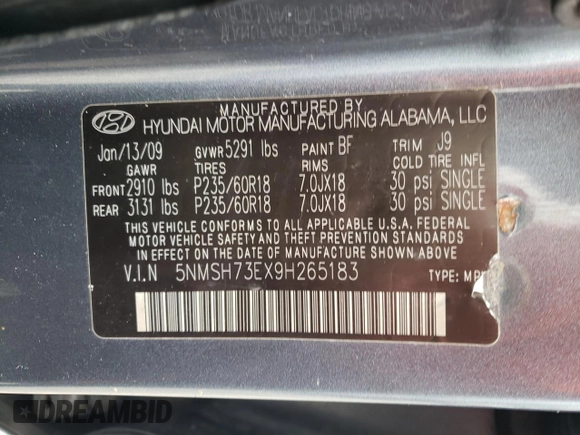 MANUFACTURED BY
HYUNDAI MOTOR MANUFACTURING ALABAMA, LLC
Jan/13/09 GVWR 5291 lbs PAINT BF TRIM J9
GAWR TIRES RIMS COLD TIRE INFL
FRONT 2910 lbs P235/60R18 7.0JX18 30 psi SINGLE
REAR 3131 lbs P235/60R18 7.0JX18 30 psi SINGLE
THIS VEHICLE CONFORMS TO ALL APPLICABLE U.S.A. FEDERAL
MOTOR VEHICLE SAFETY AND THEFT PREVENTION STANDARDS
IN EFFECT ON THE DATE OF MANUFACTURE SHOWN ABOVE.
V.I.N 5NMSH73EX9H265183 TYPE:
DREAMBID